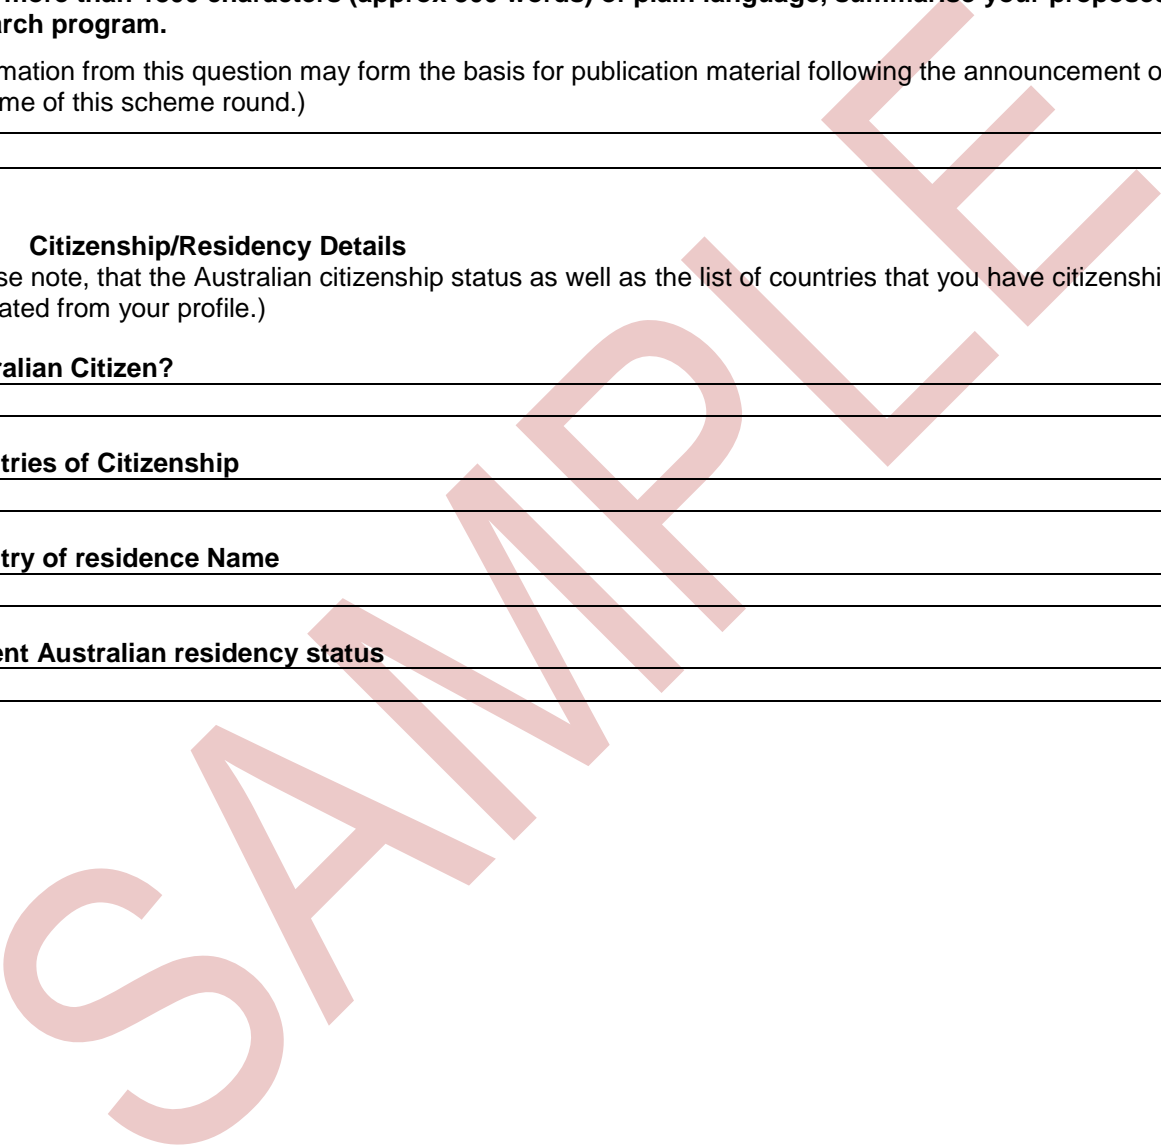 more than 1800 characters (approx 300 words) of plain language, summarise your propose
arch program.
mation from this question may form the basis for publication material following the announcement o
me of this scheme round.)
Citizenship/Residency Details
se note, that the Australian citizenship status as well as the list of countries that you have citizenshi
ated from your profile.)
ralian Citizen?
tries of Citizenship
try of residence Name
ent Australian residency status
SAMPLE